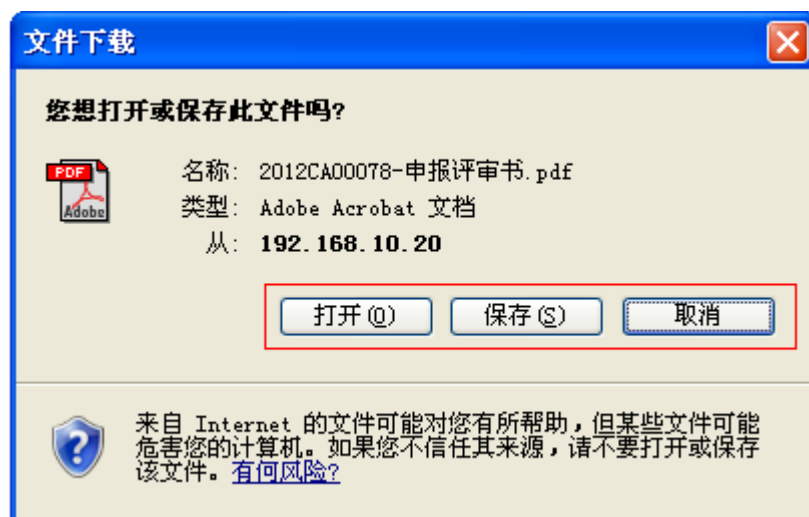 文件下载
您想打开或保存此文件吗?
PDF
Adobe
名称: 2012CA00078-申报评审书.pdf
类型: Adobe Acrobat 文档
从: 192.168.10.20
打开(O) 保存(S) 取消
来自 Internet 的文件可能对您有所帮助，但某些文件可能
危害您的计算机。如果您不信任其来源，请不要打开或保存
该文件。有何风险?